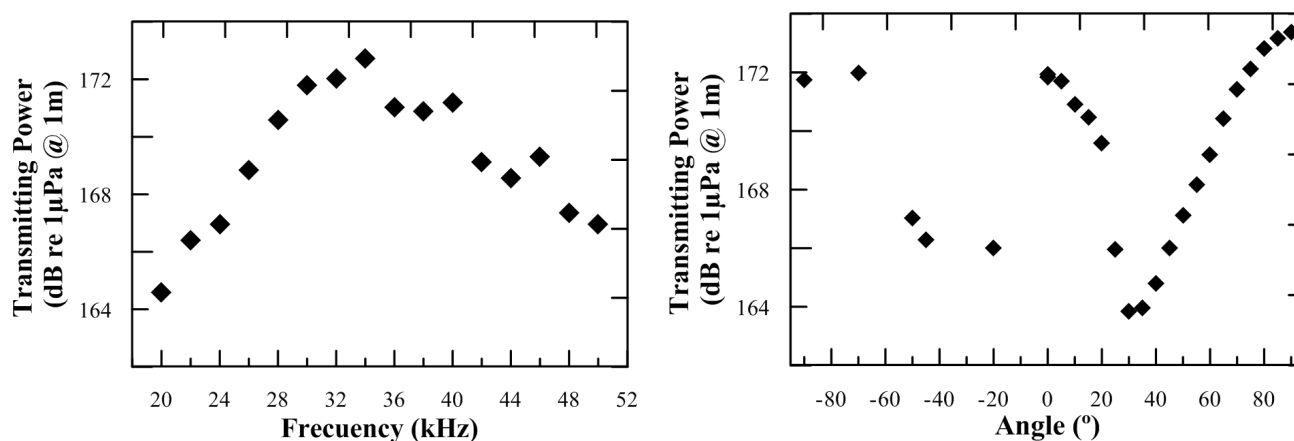 Transmitting Power
(dB re 1µPa @ 1m)
172
168
164
20 24 28 32 36 40 44 48 52
Frecuency (kHz)
Transmitting Power
(dB re 1µPa @ 1m)
172
168
164
-80 -60 -40 -20 0 20 40 60 80
Angle (º)